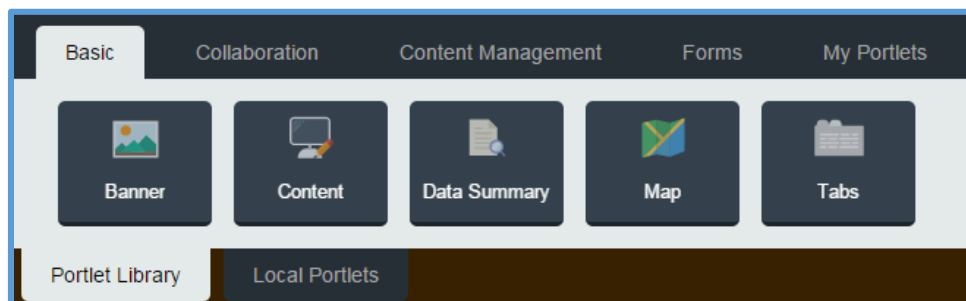 Basic Collaboration Content Management Forms My Portlets
Banner Content Data Summary Map Tabs
Portlet Library Local Portlets